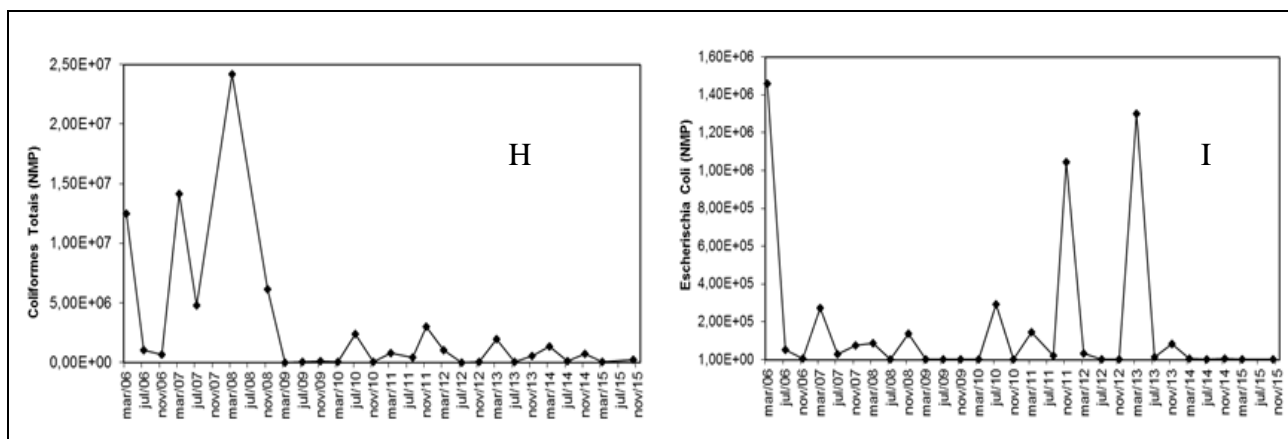 2,50E+07
2,00E+07
1,50E+07
1,00E+07
5,00E+06
0,00E+00
Coliformes Totais (NMP)
H
mar/06
jul/06
nov/06
mar/07
jul/07
nov/07
mar/08
jul/08
nov/08
mar/09
jul/09
nov/09
mar/10
jul/10
nov/10
mar/11
jul/11
nov/11
mar/12
jul/12
nov/12
mar/13
jul/13
nov/13
mar/14
jul/14
nov/14
mar/15
jul/15
nov/15
1,60E+06
1,40E+06
1,20E+06
1,00E+06
8,00E+05
6,00E+05
4,00E+05
2,00E+05
1,00E+00
Escherischia Coli (NMP)
I
mar/06
jul/06
nov/06
mar/07
jul/07
nov/07
mar/08
jul/08
nov/08
mar/09
jul/09
nov/09
mar/10
jul/10
nov/10
mar/11
jul/11
nov/11
mar/12
jul/12
nov/12
mar/13
jul/13
nov/13
mar/14
jul/14
nov/14
mar/15
jul/15
nov/15